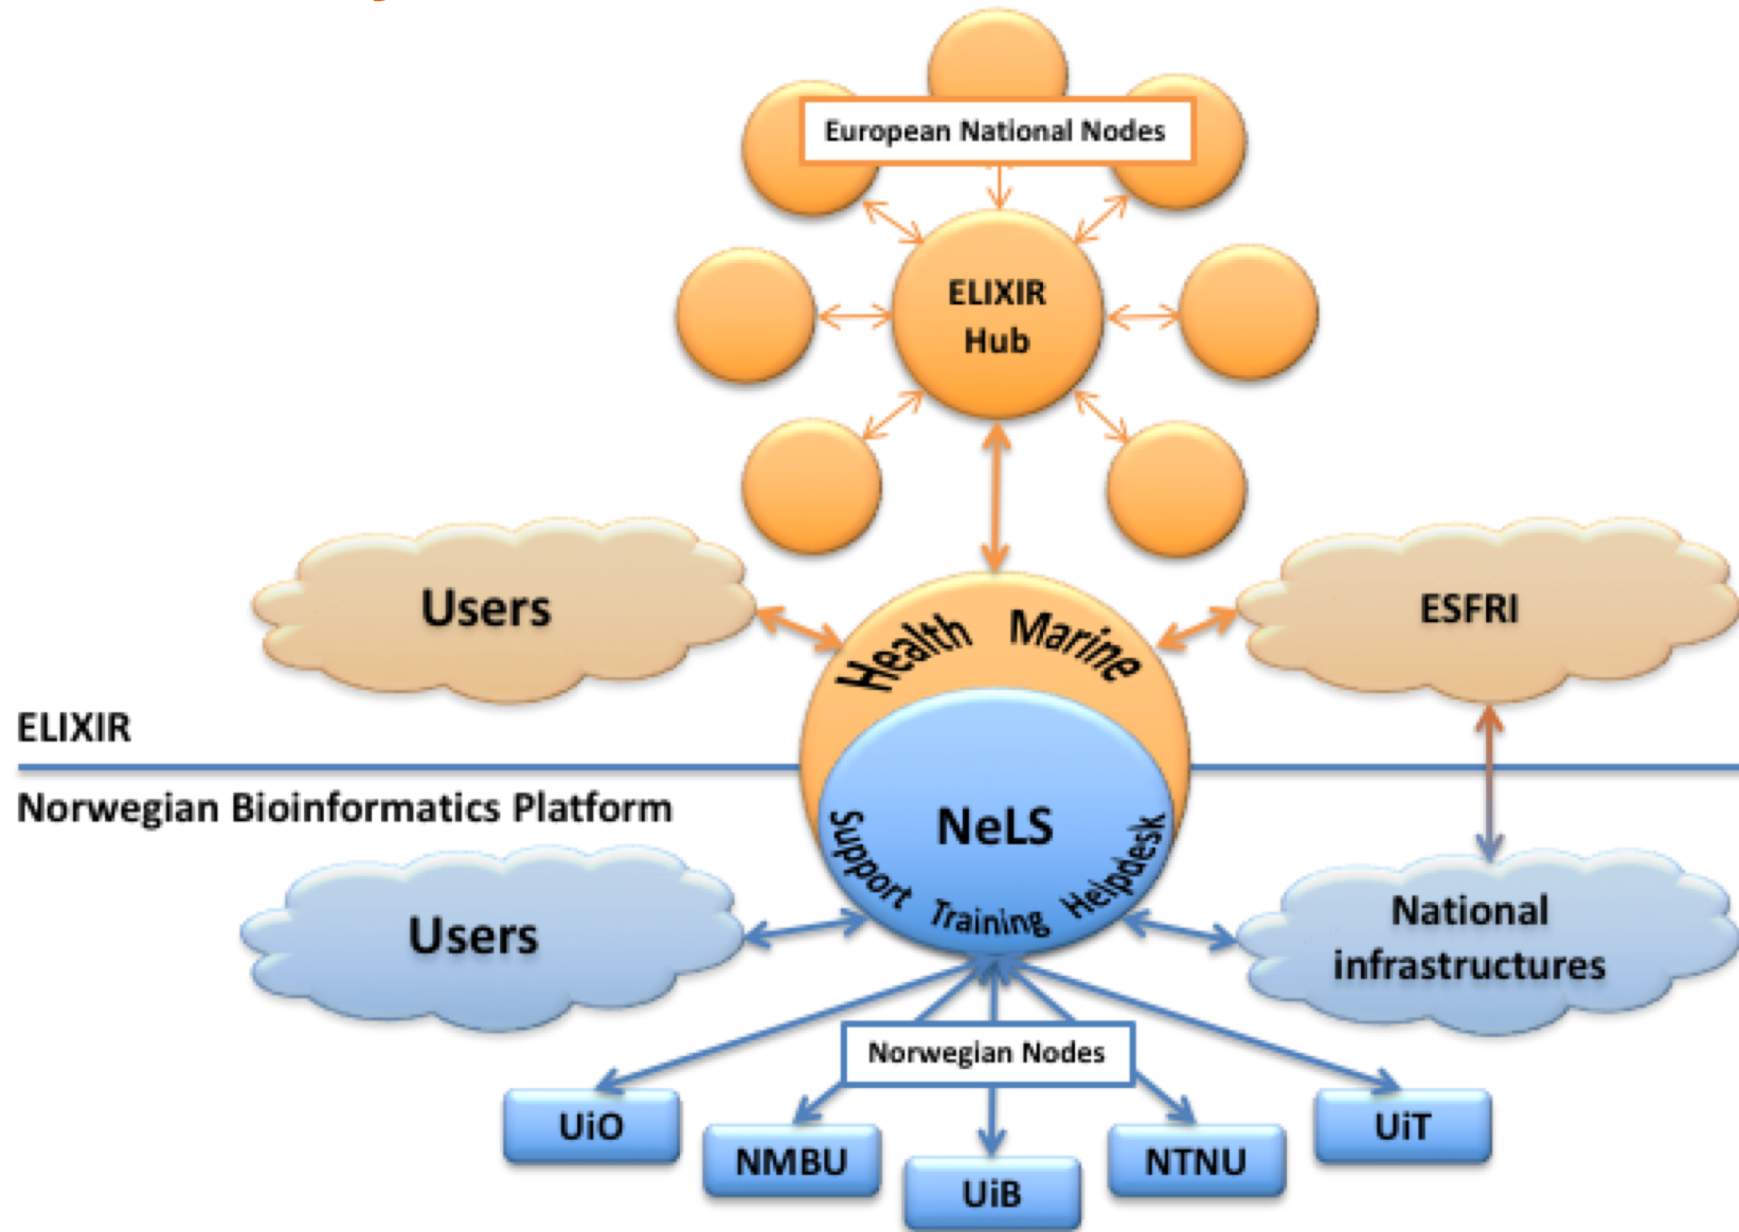 European National Nodes
ELIXIR
Hub
Users
Health Marine
ESFRI
ELIXIR
Norwegian Bioinformatics Platform
NeLS
Support Training Helpdesk
Users
National
infrastructures
Norwegian Nodes
UiO
NMBU
UiB
NTNU
UiT